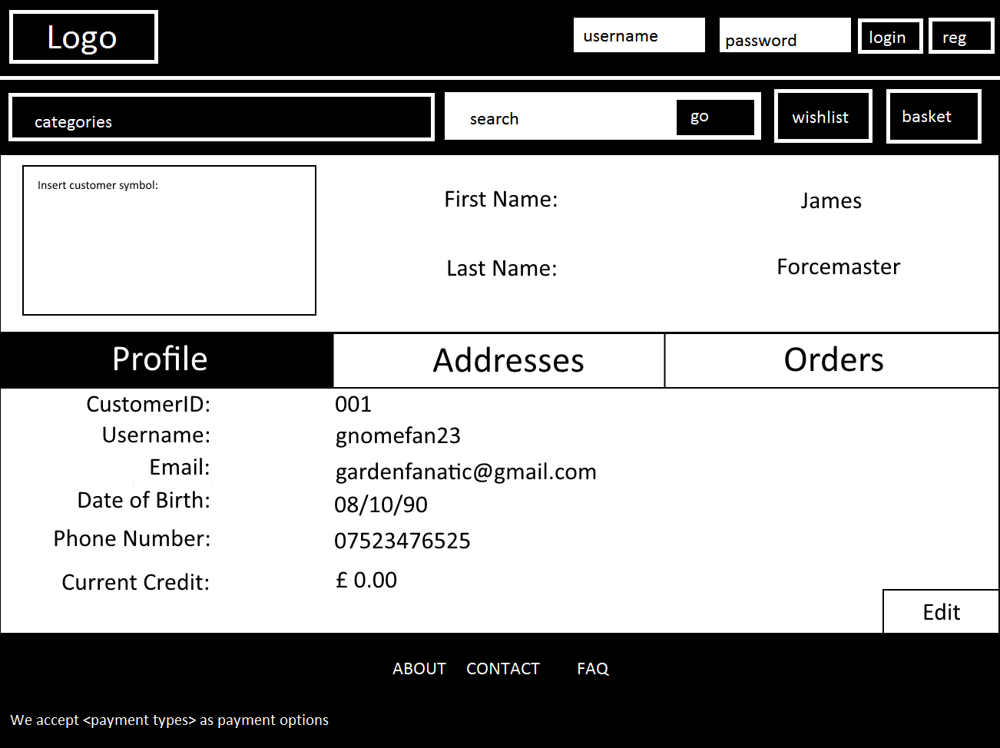 Logo
username
password
login
reg
categories
search
go
wishlist
basket
Insert customer symbol:
First Name:
James
Last Name:
Forcemaster
Profile
Addresses
Orders
CustomerID:
001
Username:
gnomefan23
Email:
gardenfanatic@gmail.com
Date of Birth:
08/10/90
Phone Number:
07523476525
Current Credit:
£ 0.00
Edit
ABOUT
CONTACT
FAQ
We accept <payment types> as payment options